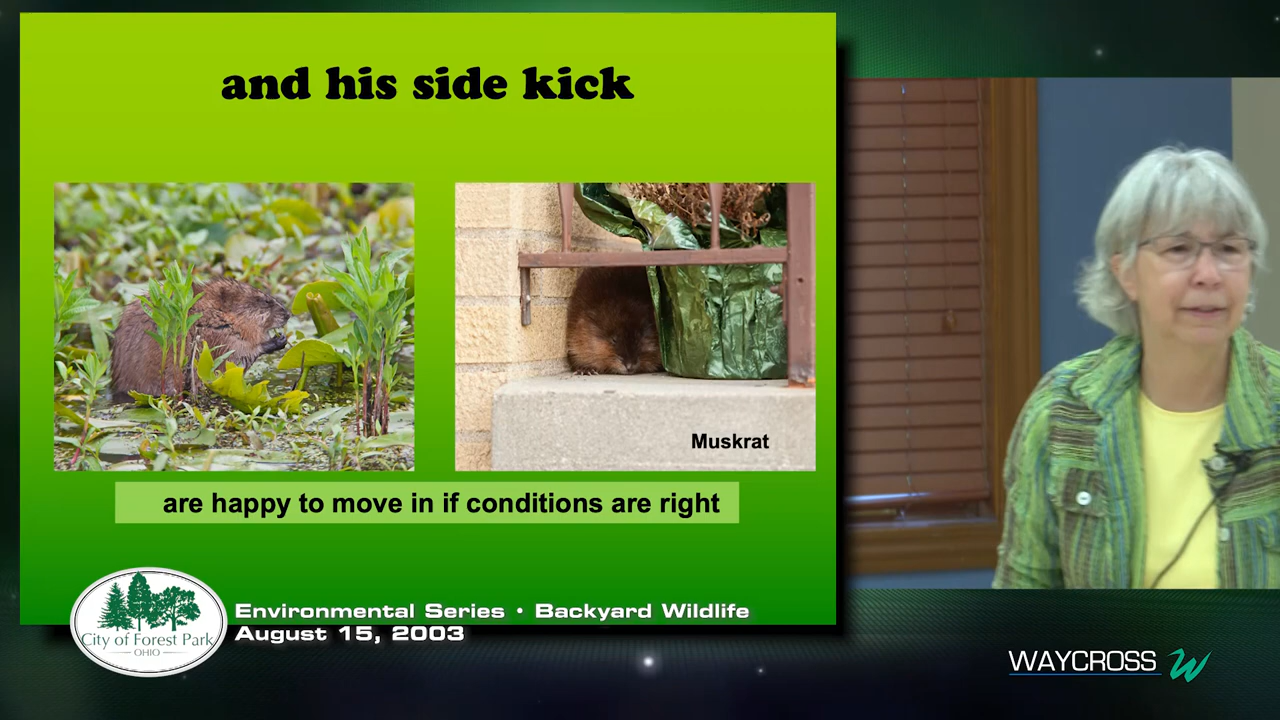 and his side kick
Muskrat
are happy to move in if conditions are right
City of Forest Park
OHIO
Environmental Series • Backyard Wildlife
August 15, 2003
WAYCROSS